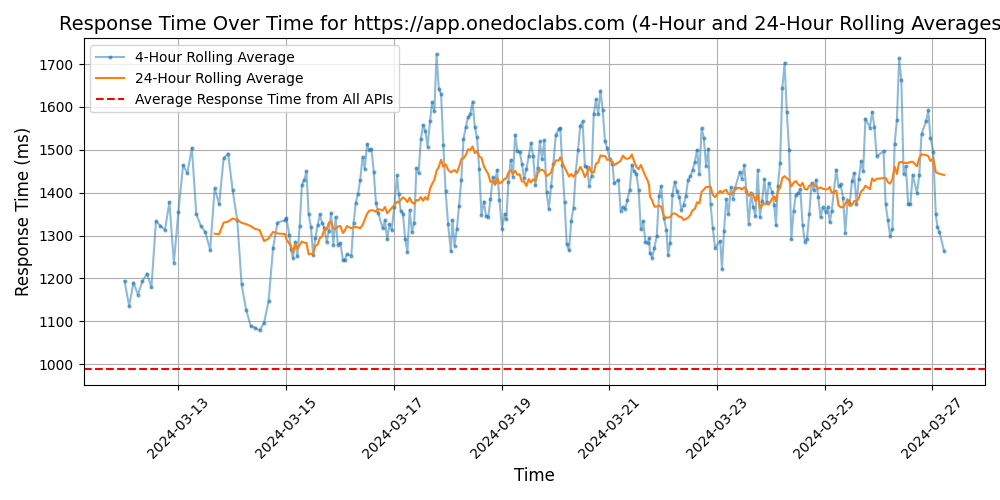 Response Time Over Time for https://app.onedoclabs.com (4-Hour and 24-Hour Rolling Averages
4-Hour Rolling Average
24-Hour Rolling Average
Average Response Time from All APIs
Response Time (ms)
1700
1600
1500
1400
1300
1200
1100
1000
2024-03-13
2024-03-15
2024-03-17
2024-03-19
2024-03-21
2024-03-23
2024-03-25
2024-03-27
Time